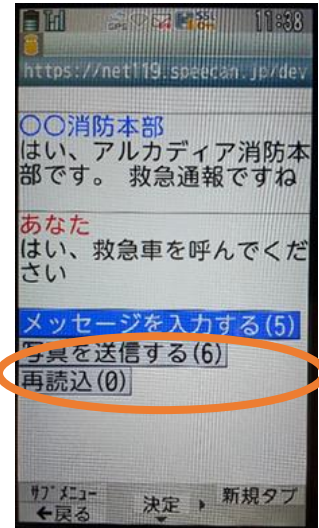 GPS SSL 11:38
https://net119.speecan.jp/dev
〇〇消防本部
はい、アルカディア消防本
部です。 救急通報ですね
あなた
はい、救急車を呼んでくだ
さい
メッセージを入力する(5)
写真を送信する(6)
再読込(0)
サブメニュー 決定 新規タブ
←戻る